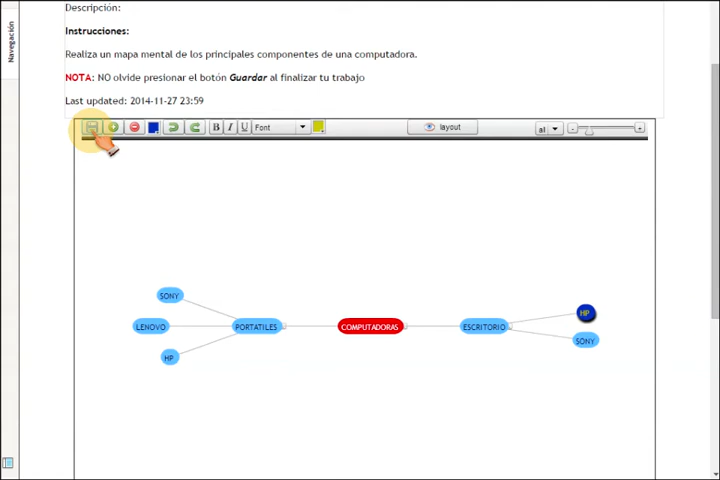 Navegación
Descripción:
Instrucciones:
Realiza un mapa mental de los principales componentes de una computadora.
NOTA: NO olvide presionar el botón Guardar al finalizar tu trabajo
Last updated: 2014-11-27 23:59
B I U Font layout al - +
SONY
LENOVO PORTATILES COMPUTADORAS ESCRITORIO HP
SONY
HP